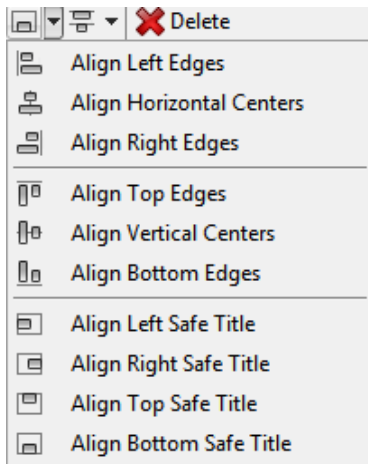 Delete
Align Left Edges
Align Horizontal Centers
Align Right Edges
Align Top Edges
Align Vertical Centers
Align Bottom Edges
Align Left Safe Title
Align Right Safe Title
Align Top Safe Title
Align Bottom Safe Title